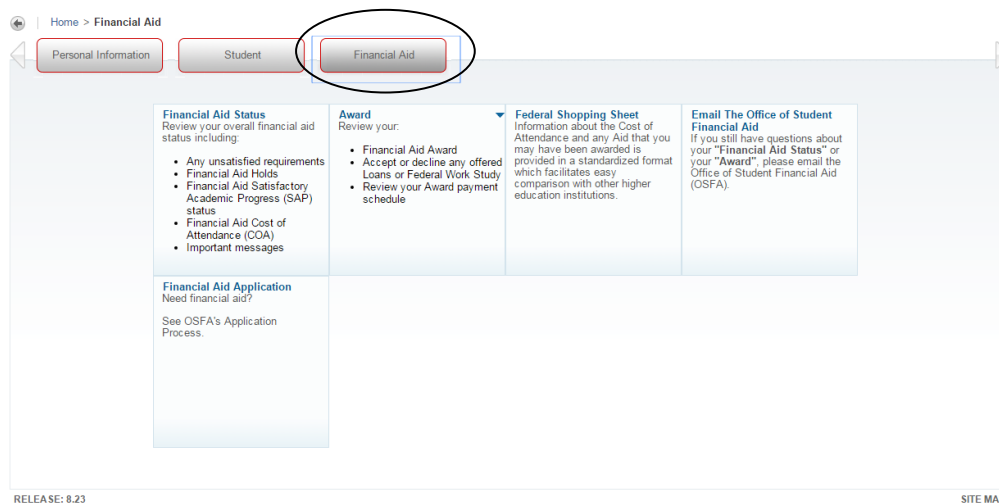 Home > Financial Aid
Personal Information
Student
Financial Aid
Financial Aid Status
Review your overall financial aid
status including:
• Any unsatisfied requirements
• Financial Aid Holds
• Financial Aid Satisfactory
Academic Progress (SAP)
status
• Financial Aid Cost of
Attendance (COA)
• Important messages
Award
Review your:
• Financial Aid Award
• Accept or decline any offered
Loans or Federal Work Study
• Review your Award payment
schedule
Federal Shopping Sheet
Information about the Cost of
Attendance and any Aid that you
may have been awarded is
provided in a standardized format
which facilitates easy
comparison with other higher
education institutions.
Email The Office of Student
Financial Aid
If you still have questions about
your "Financial Aid Status" or
your "Award", please email the
Office of Student Financial Aid
(OSFA).
Financial Aid Application
Need financial aid?
See OSFA's Application
Process.
RELEASE: 8.23
SITE MA